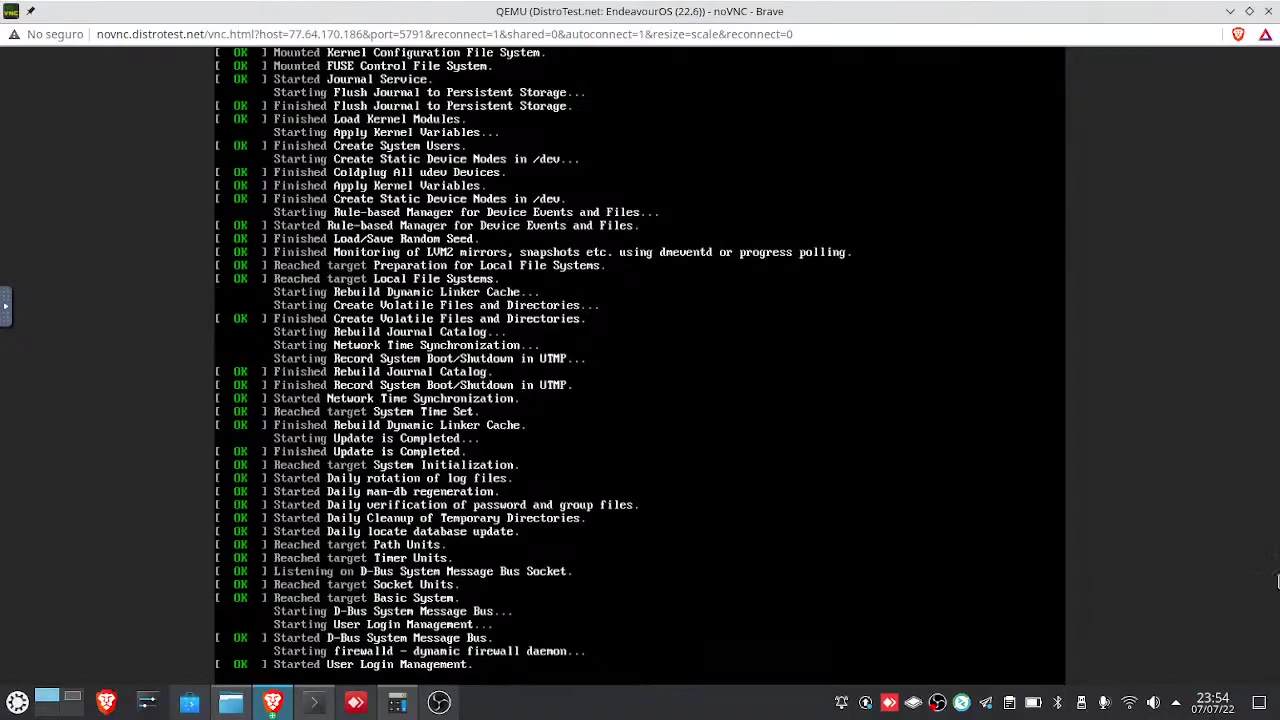 QEMU (DistroTest.net: EndeavourOS (22.6)) - noVNC - Brave
No seguro novnc.distrotest.net/vnc.html?host=77.64.170.186&port=5791&reconnect=1&shared=0&autoconnect=1&resize=scale&reconnect=0
[ OK ] Mounted Kernel Configuration File System.
[ OK ] Mounted FUSE Control File System.
[ OK ] Started Journal Service.
Starting Flush Journal to Persistent Storage...
[ OK ] Finished Flush Journal to Persistent Storage.
[ OK ] Finished Load Kernel Modules.
Starting Apply Kernel Variables...
[ OK ] Finished Create System Users.
Starting Create Static Device Nodes in /dev...
[ OK ] Finished Coldplug All udev Devices.
[ OK ] Finished Apply Kernel Variables.
[ OK ] Finished Create Static Device Nodes in /dev.
Starting Rule-based Manager for Device Events and Files...
[ OK ] Started Rule-based Manager for Device Events and Files.
[ OK ] Finished Load/Save Random Seed.
[ OK ] Finished Monitoring of LVM2 mirrors, snapshots etc. using dmeventd or progress polling.
[ OK ] Reached target Preparation for Local File Systems.
[ OK ] Reached target Local File Systems.
Starting Rebuild Dynamic Linker Cache...
Starting Create Volatile Files and Directories...
[ OK ] Finished Create Volatile Files and Directories.
Starting Rebuild Journal Catalog...
Starting Network Time Synchronization...
Starting Record System Boot/Shutdown in UTMP...
[ OK ] Finished Rebuild Journal Catalog.
[ OK ] Finished Record System Boot/Shutdown in UTMP.
[ OK ] Started Network Time Synchronization.
[ OK ] Reached target System Time Set.
[ OK ] Finished Rebuild Dynamic Linker Cache.
Starting Update is Completed...
[ OK ] Finished Update is Completed.
[ OK ] Reached target System Initialization.
[ OK ] Started Daily rotation of log files.
[ OK ] Started Daily man-db regeneration.
[ OK ] Started Daily verification of password and group files.
[ OK ] Started Daily Cleanup of Temporary Directories.
[ OK ] Started Daily locate database update.
[ OK ] Reached target Path Units.
[ OK ] Reached target Timer Units.
[ OK ] Listening on D-Bus System Message Bus Socket.
[ OK ] Reached target Socket Units.
[ OK ] Reached target Basic System.
Starting D-Bus System Message Bus...
Starting User Login Management...
[ OK ] Started D-Bus System Message Bus.
Starting firewalld - dynamic firewall daemon...
[ OK ] Started User Login Management.
23:54
07/07/22